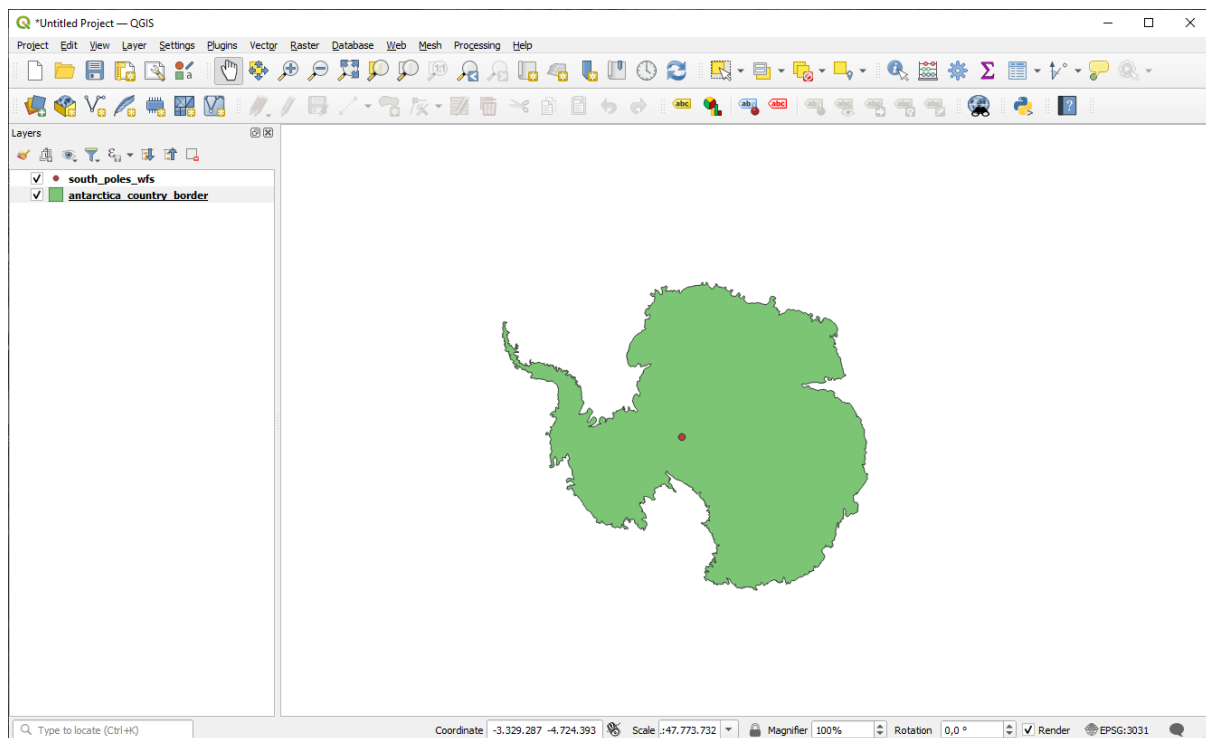 *Untitled Project — QGIS
Project Edit View Layer Settings Plugins Vector Raster Database Web Mesh Processing Help
Layers
south_poles_wfs
antarctica_country_border
Type to locate (Ctrl+K) Coordinate -3.329.287 -4.724.393 Scale .:47.773.732 Magnifier 100% Rotation 0,0 ° Render EPSG:3031